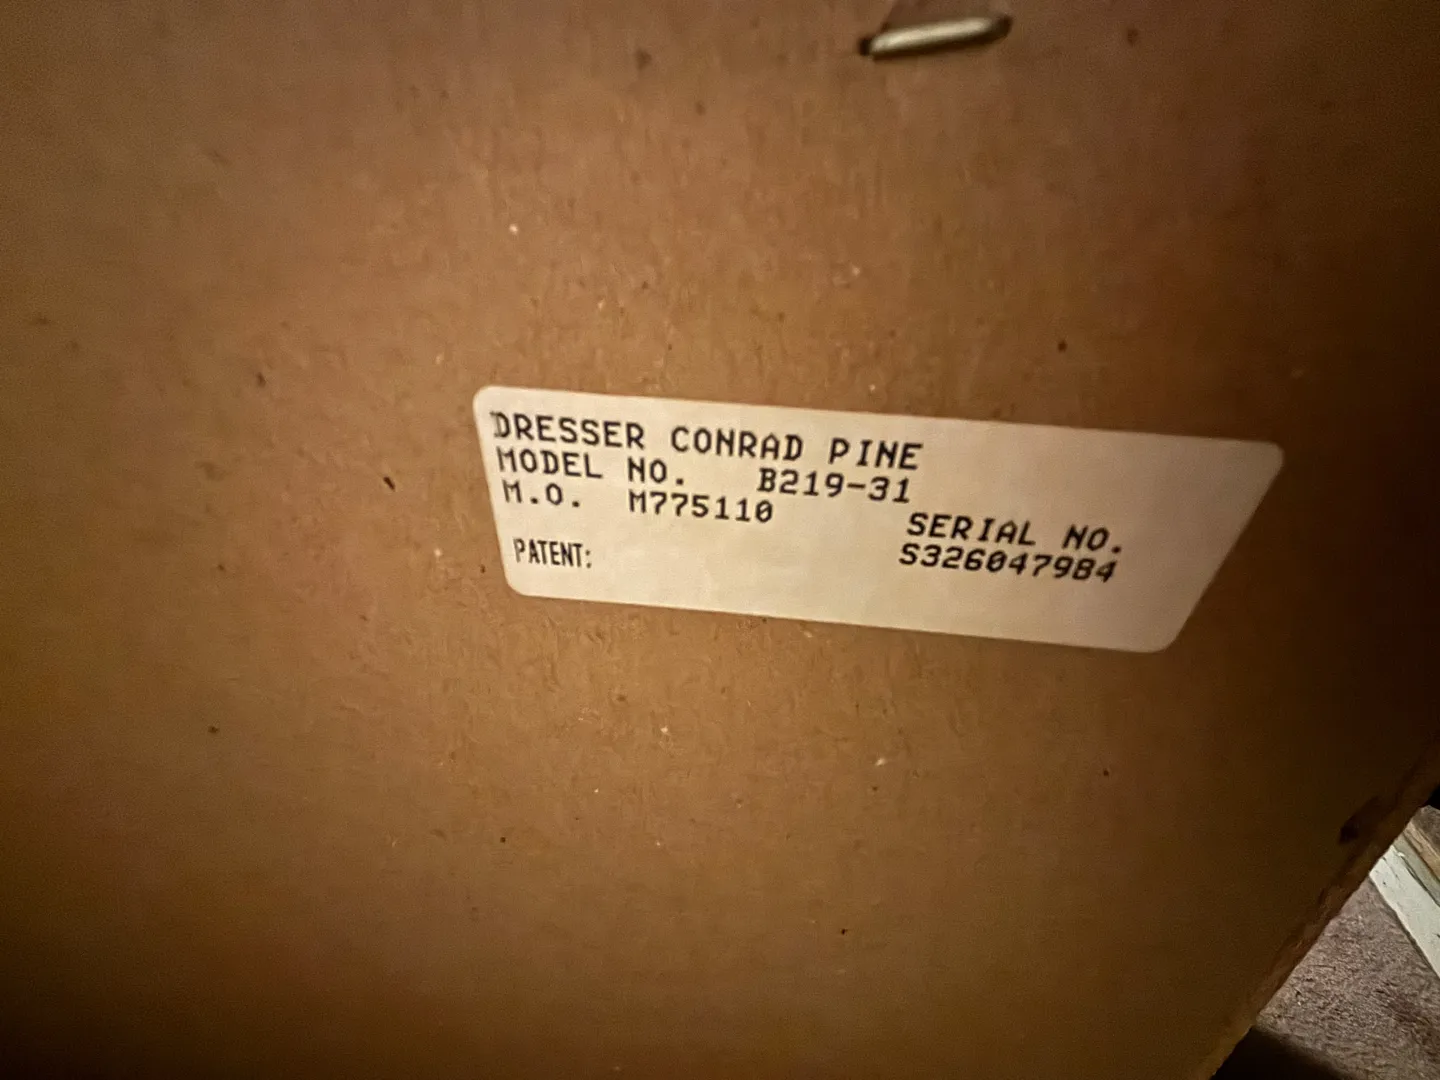 DRESSER CONRAD PINE
MODEL NO. B219-31
M.O. M775110
SERIAL NO.
PATENT:
S326047984